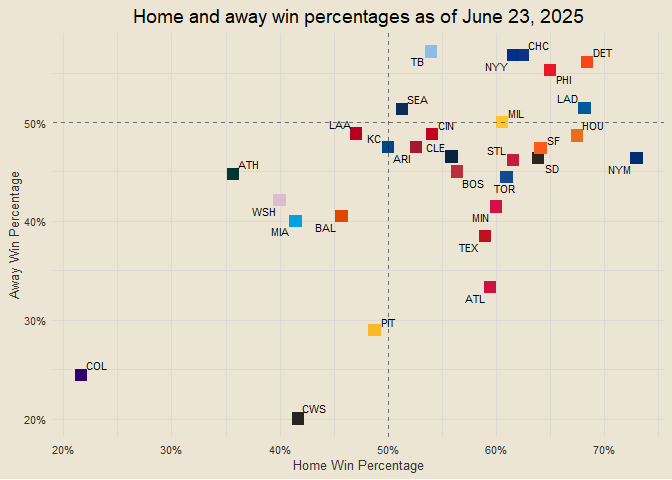 Home and away win percentages as of June 23, 2025
CHC
TB
NYY
DET
PHI
SEA
LAD
MIL
50%
LAA
CIN
HOU
KC
SF
ARI
CLE
STL
ATH
SD
NYM
BOS
TOR
WSH
40%
MIA
BAL
MIN
TEX
30%
ATL
PIT
COL
CWS
20%
Away Win Percentage
20%
30%
40%
50%
60%
70%
Home Win Percentage